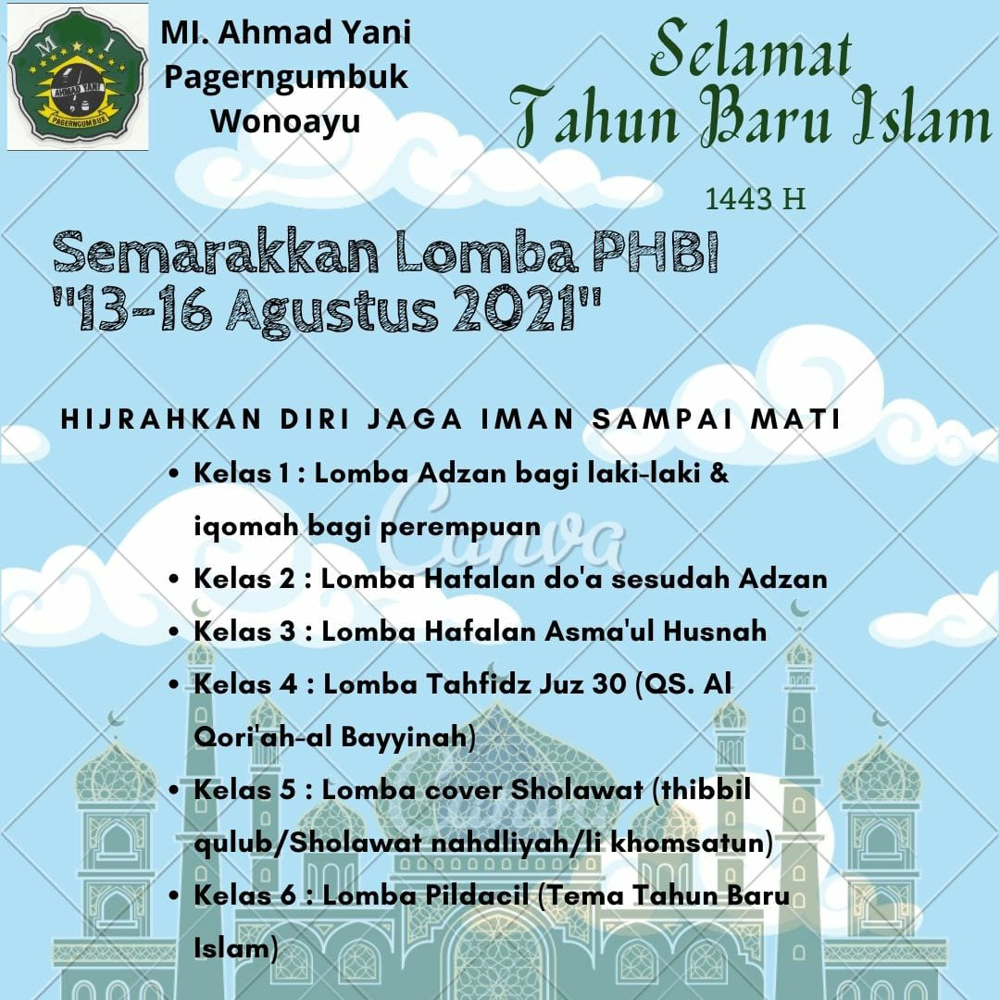 M I
AHMAD YANI
PAGERNGUMBUK
MI. Ahmad Yani
Pagerngumbuk
Wonoayu
Selamat
Tahun Baru Islam
1443 H
Semarakkan Lomba PHBI
"13-16 Agustus 2021"
HIJRAHKAN DIRI JAGA IMAN SAMPAI MATI
• Kelas 1 : Lomba Adzan bagi laki-laki &
iqomah bagi perempuan
• Kelas 2 : Lomba Hafalan do'a sesudah Adzan
• Kelas 3 : Lomba Hafalan Asma'ul Husnah
• Kelas 4 : Lomba Tahfidz Juz 30 (QS. Al
Qori'ah-al Bayyinah)
• Kelas 5 : Lomba cover Sholawat (thibbil
qulub/Sholawat nahdliyah/li khomsatun)
• Kelas 6 : Lomba Pildacil (Tema Tahun Baru
Islam)
Canva
Canva